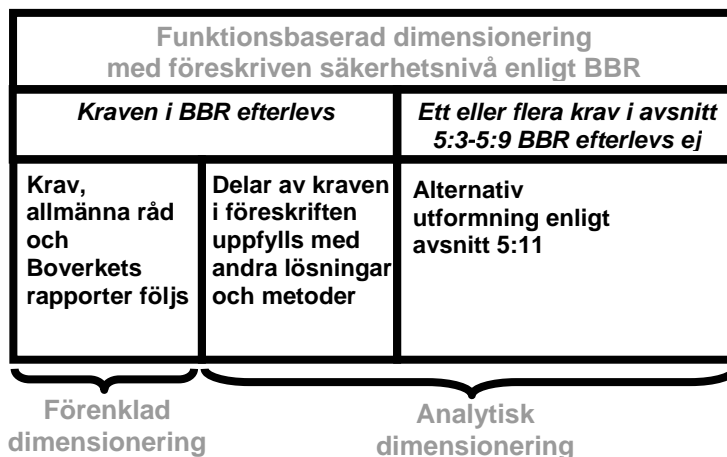 Funktionsbaserad dimensionering
med föreskriven säkerhetsnivå enligt BBR
Kraven i BBR efterlevs
Ett eller flera krav i avsnitt
5:3-5:9 BBR efterlevs ej
Krav,
allmänna råd
och
Boverkets
rapporter följs
Delar av kraven
i föreskriften
uppfylls med
andra lösningar
och metoder
Alternativ
utformning enligt
avsnitt 5:11
Förenklad
dimensionering
Analytisk
dimensionering